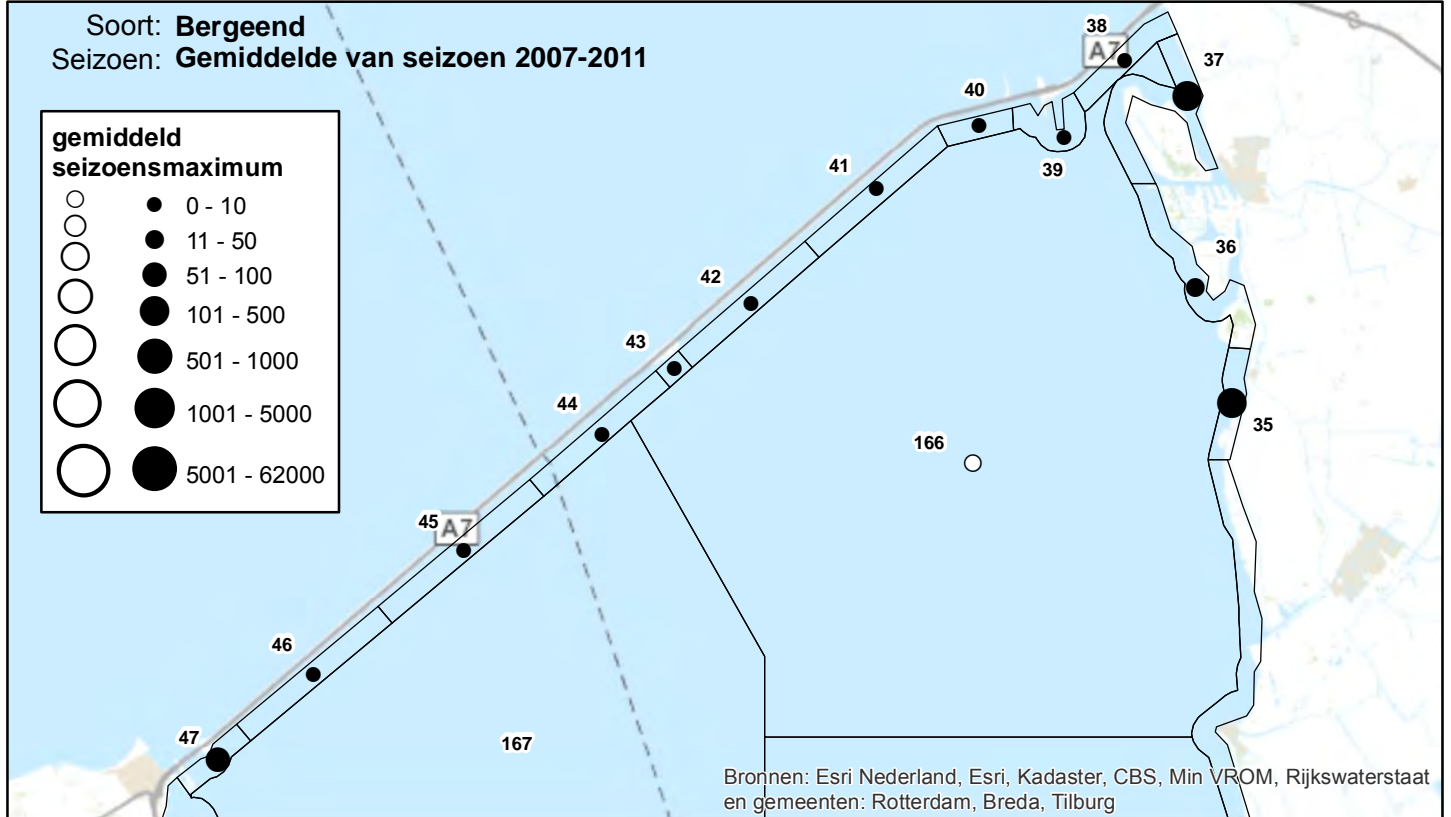 Soort: Bergeend
Seizoen: Gemiddelde van seizoen 2007-2011
gemiddeld
seizoensmaximum
0 - 10
11 - 50
51 - 100
101 - 500
501 - 1000
1001 - 5000
5001 - 62000
38
A7
37
40
39
41
36
42
43
44
35
166
45
A7
46
47
167
Bronnen: Esri Nederland, Esri, Kadaster, CBS, Min VROM, Rijkswaterstaat
en gemeenten: Rotterdam, Breda, Tilburg